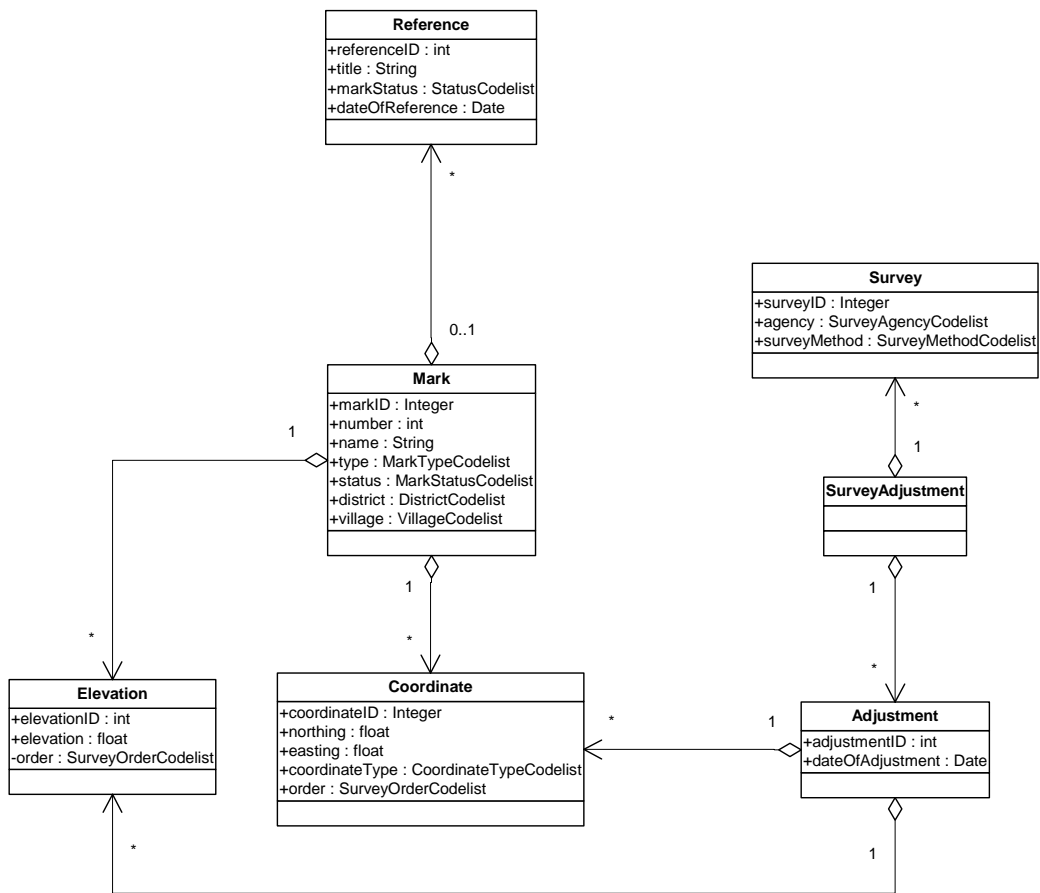 Reference
+referenceID : int
+title : String
+markStatus : StatusCodelist
+dateOfReference : Date
*
0..1
Survey
+surveyID : Integer
+agency : SurveyAgencyCodelist
+surveyMethod : SurveyMethodCodelist
*
1
Mark
+markID : Integer
+number : int
+name : String
+type : MarkTypeCodelist
+status : MarkStatusCodelist
+district : DistrictCodelist
+village : VillageCodelist
1
SurveyAdjustment
1
1
*
*
*
Elevation
+elevationID : int
+elevation : float
-order : SurveyOrderCodelist
Coordinate
+coordinateID : Integer
+northing : float
+easting : float
+coordinateType : CoordinateTypeCodelist
+order : SurveyOrderCodelist
*
1
Adjustment
+adjustmentID : int
+dateOfAdjustment : Date
*
1